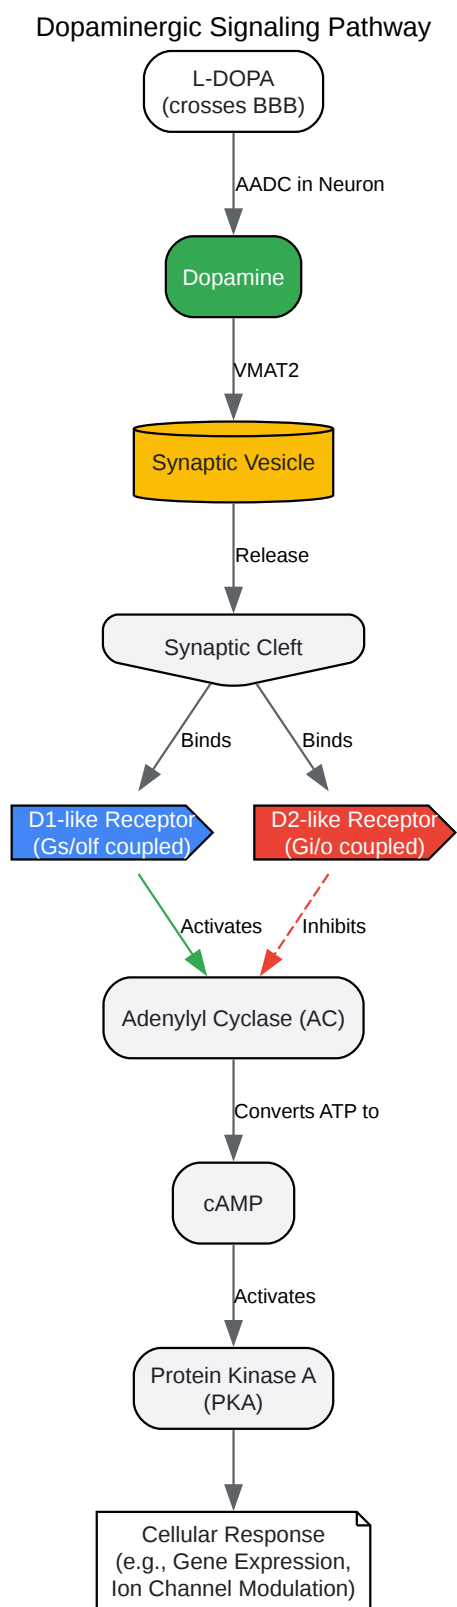 Dopaminergic Signaling Pathway
L-DOPA
(crosses BBB)
AADC in Neuron
Dopamine
VMAT2
Synaptic Vesicle
Release
Synaptic Cleft
Binds
Binds
D1-like Receptor
(Gs/olf coupled)
D2-like Receptor
(Gi/o coupled)
Activates
Inhibits
Adenylyl Cyclase (AC)
Converts ATP to
cAMP
Activates
Protein Kinase A
(PKA)
Cellular Response
(e.g., Gene Expression,
Ion Channel Modulation)